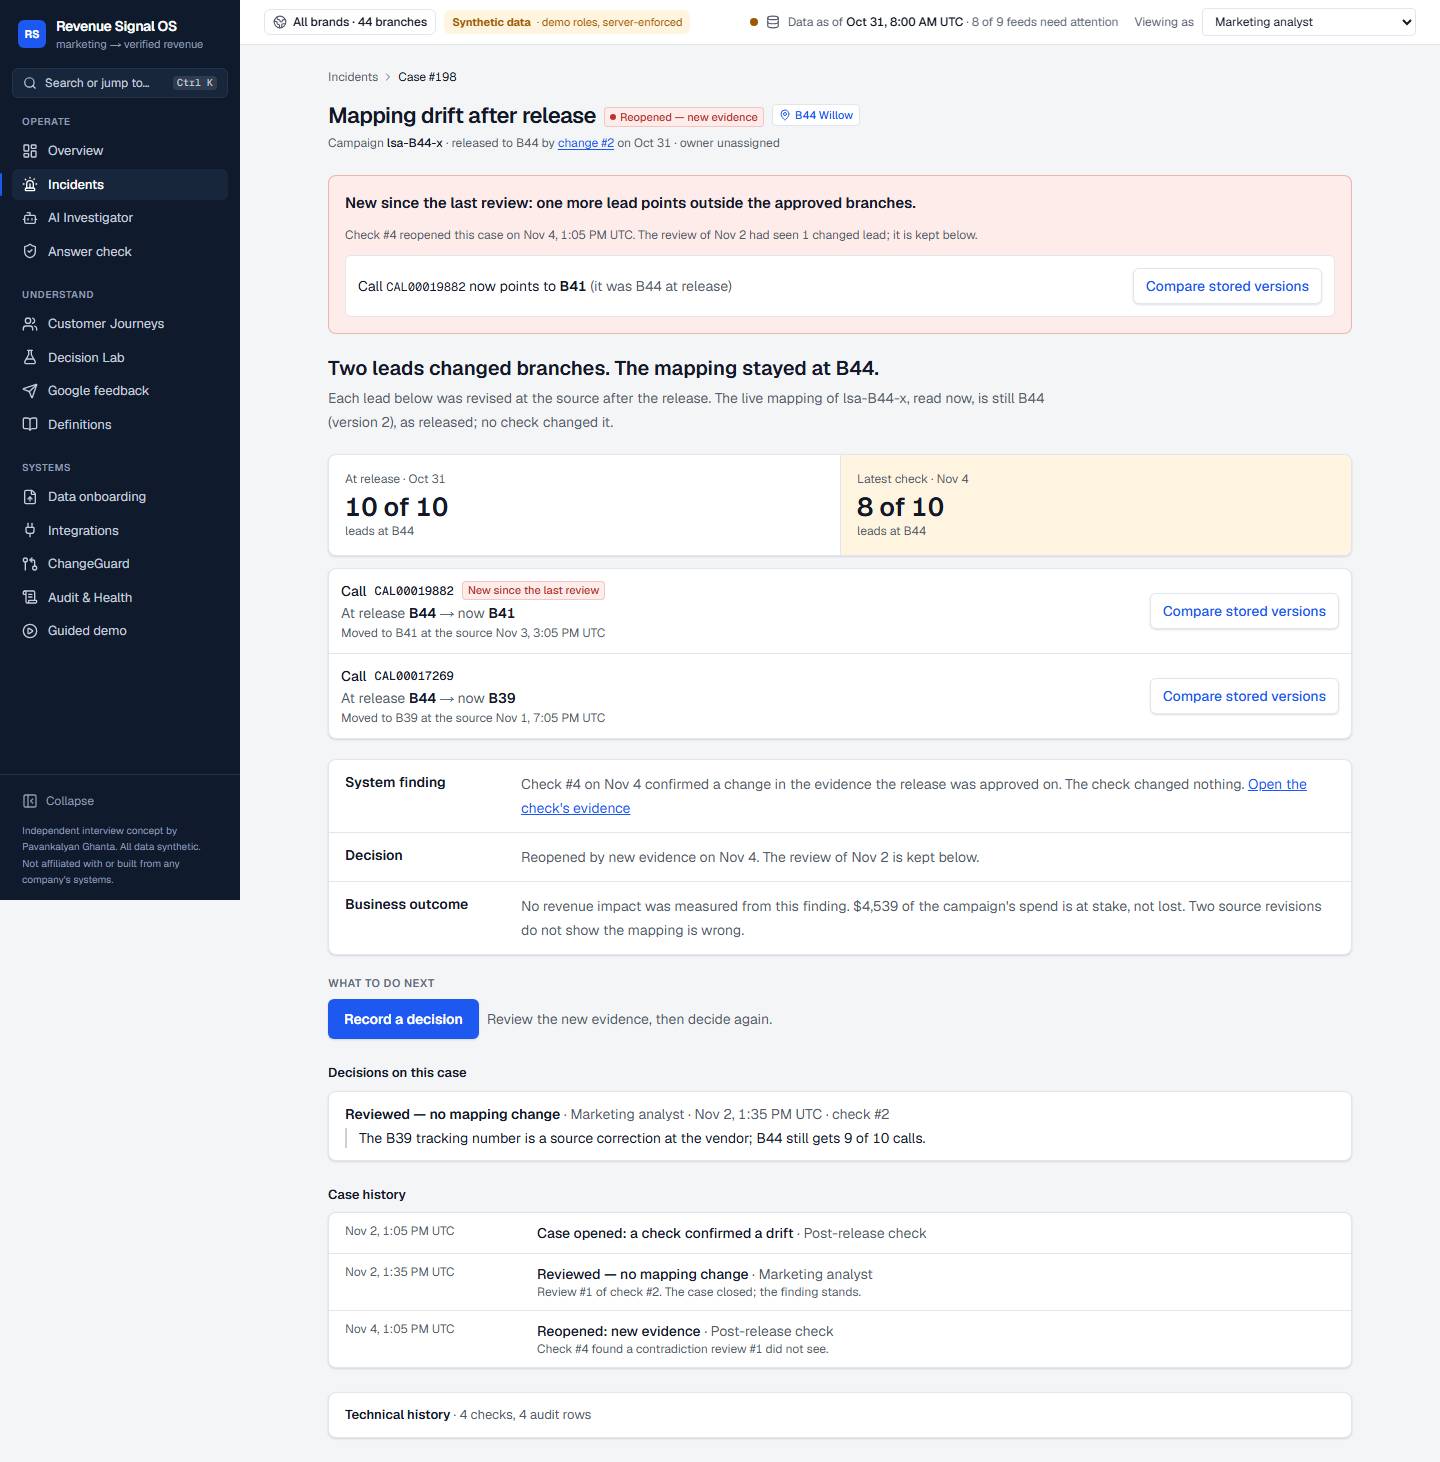 RS
Revenue Signal OS
marketing → verified revenue
Search or jump to... Ctrl K
OPERATE
Overview
Incidents
AI Investigator
Answer check
UNDERSTAND
Customer Journeys
Decision Lab
Google feedback
Definitions
SYSTEMS
Data onboarding
Integrations
ChangeGuard
Audit & Health
Guided demo
Collapse
Independent interview concept by
Pavankalyan Ghanta. All data synthetic.
Not affiliated with or built from any
company's systems.
All brands · 44 branches
Synthetic data · demo roles, server-enforced
Data as of Oct 31, 8:00 AM UTC · 8 of 9 feeds need attention
Viewing as Marketing analyst
Incidents > Case #198
Mapping drift after release Reopened — new evidence B44 Willow
Campaign lsa-B44-x · released to B44 by change #2 on Oct 31 · owner unassigned
New since the last review: one more lead points outside the approved branches.
Check #4 reopened this case on Nov 4, 1:05 PM UTC. The review of Nov 2 had seen 1 changed lead; it is kept below.
Call CAL00019882 now points to B41 (it was B44 at release) Compare stored versions
Two leads changed branches. The mapping stayed at B44.
Each lead below was revised at the source after the release. The live mapping of lsa-B44-x, read now, is still B44
(version 2), as released; no check changed it.
At release · Oct 31
10 of 10
leads at B44
Latest check · Nov 4
8 of 10
leads at B44
Call CAL00019882 New since the last review
At release B44 → now B41
Moved to B41 at the source Nov 3, 3:05 PM UTC
Compare stored versions
Call CAL00017269
At release B44 → now B39
Moved to B39 at the source Nov 1, 7:05 PM UTC
Compare stored versions
System finding
Check #4 on Nov 4 confirmed a change in the evidence the release was approved on. The check changed nothing. Open the
check's evidence
Decision
Reopened by new evidence on Nov 4. The review of Nov 2 is kept below.
Business outcome
No revenue impact was measured from this finding. $4,539 of the campaign's spend is at stake, not lost. Two source revisions
do not show the mapping is wrong.
WHAT TO DO NEXT
Record a decision Review the new evidence, then decide again.
Decisions on this case
Reviewed — no mapping change · Marketing analyst · Nov 2, 1:35 PM UTC · check #2
The B39 tracking number is a source correction at the vendor; B44 still gets 9 of 10 calls.
Case history
Nov 2, 1:05 PM UTC
Case opened: a check confirmed a drift · Post-release check
Nov 2, 1:35 PM UTC
Reviewed — no mapping change · Marketing analyst
Review #1 of check #2. The case closed; the finding stands.
Nov 4, 1:05 PM UTC
Reopened: new evidence · Post-release check
Check #4 found a contradiction review #1 did not see.
Technical history · 4 checks, 4 audit rows